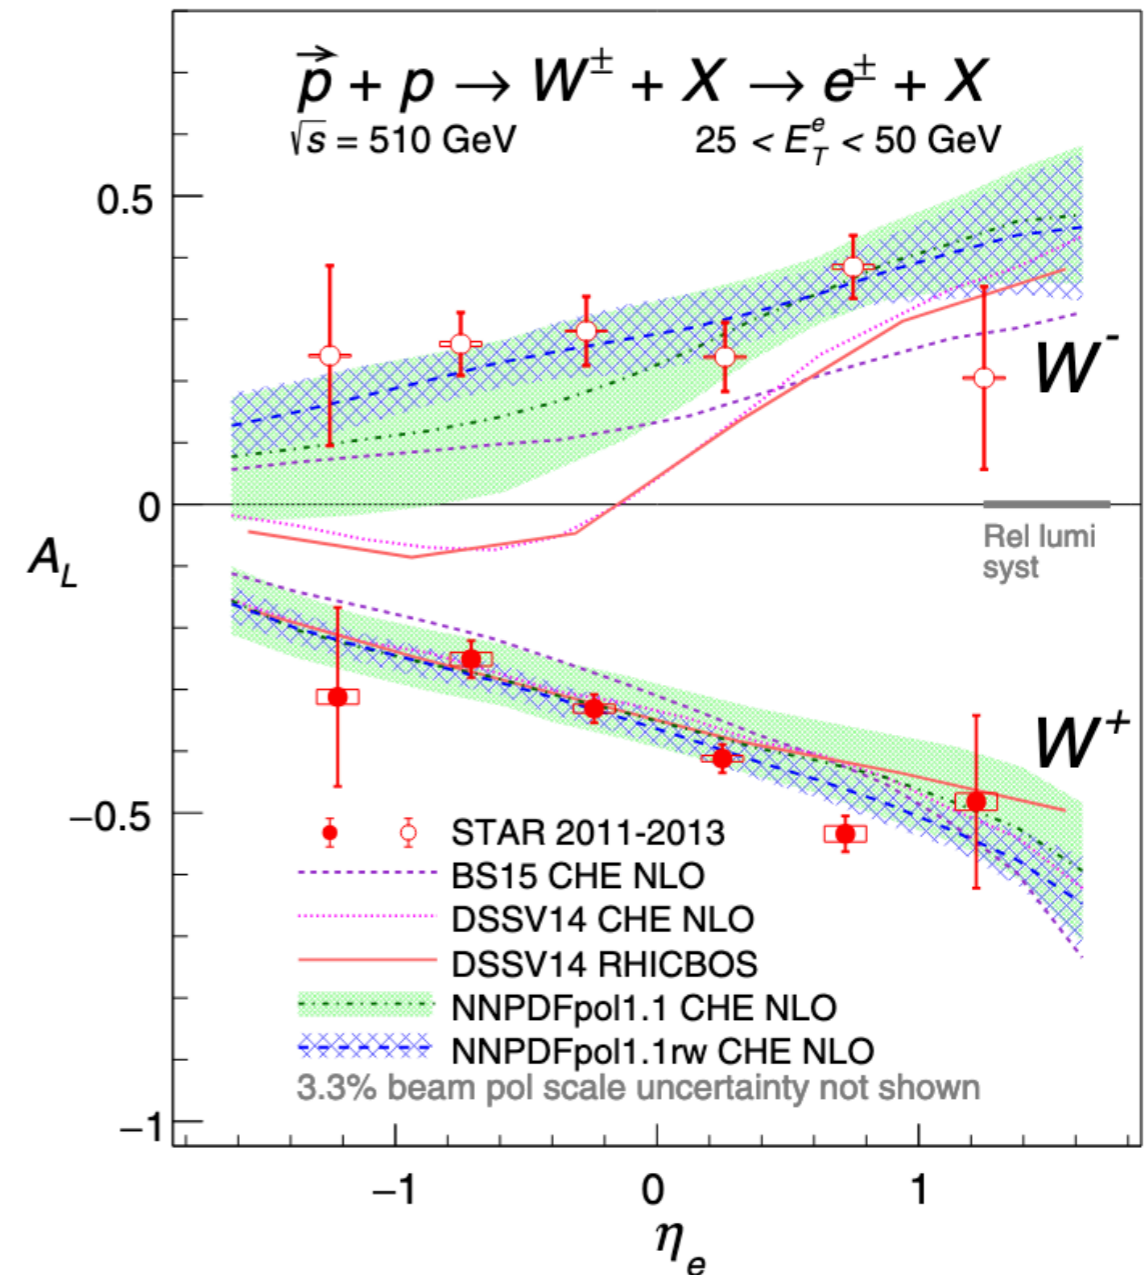 p⃗ + p → W± + X → e± + X
√s = 510 GeV 25 < E_T^e < 50 GeV
0.5
W-
0
Rel lumi
syst
A_L
W+
−0.5
STAR 2011-2013
BS15 CHE NLO
DSSV14 CHE NLO
DSSV14 RHICBOS
NNPDFpol1.1 CHE NLO
NNPDFpol1.1rw CHE NLO
3.3% beam pol scale uncertainty not shown
−1
−1 0 1
η_e